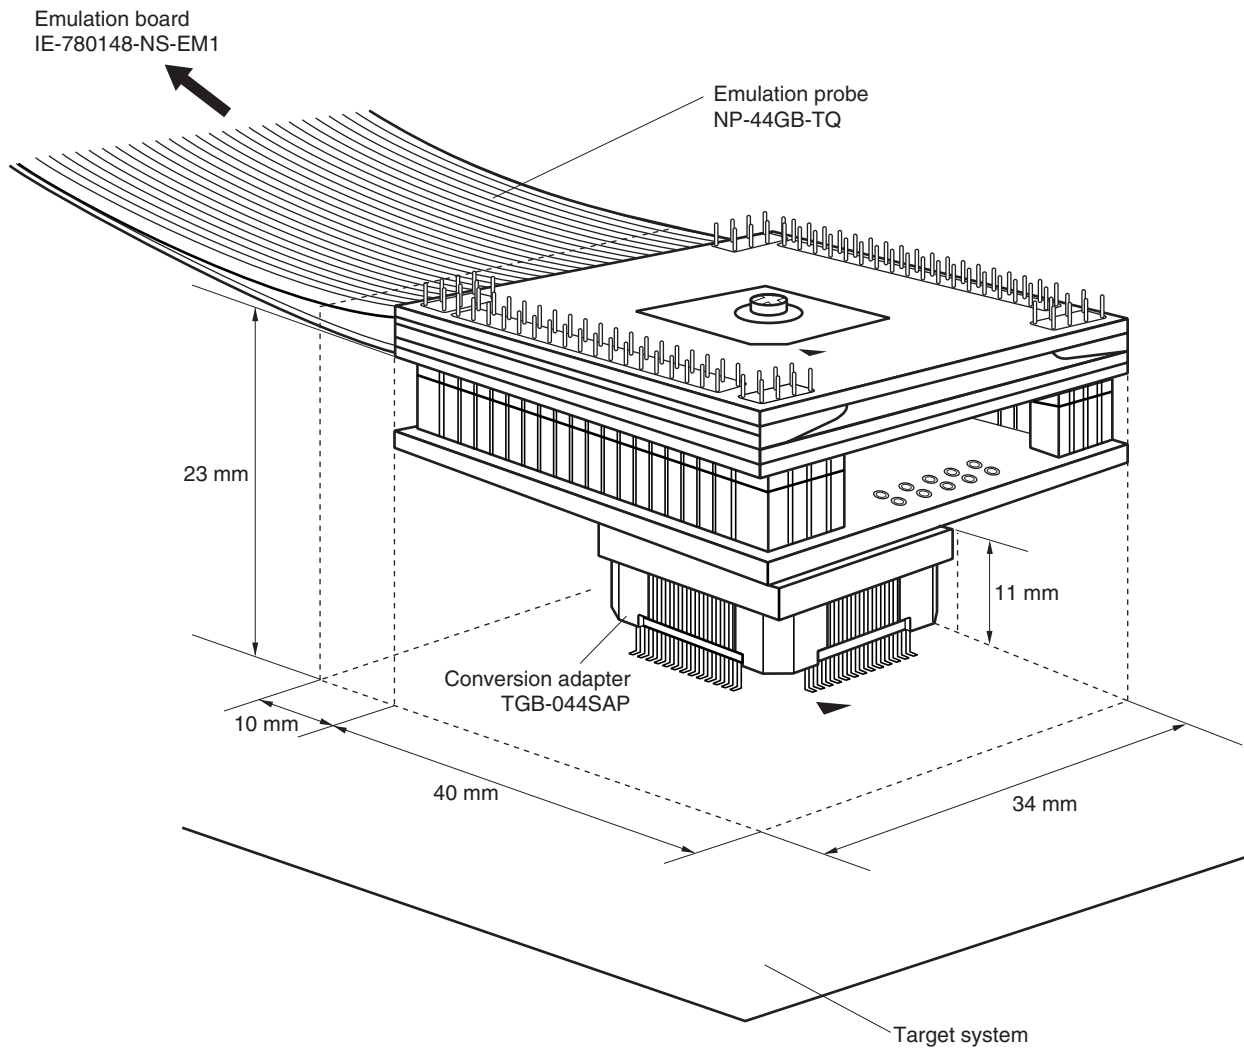 Emulation board
IE-780148-NS-EM1
Emulation probe
NP-44GB-TQ
23 mm
11 mm
Conversion adapter
TGB-044SAP
10 mm
40 mm
34 mm
Target system